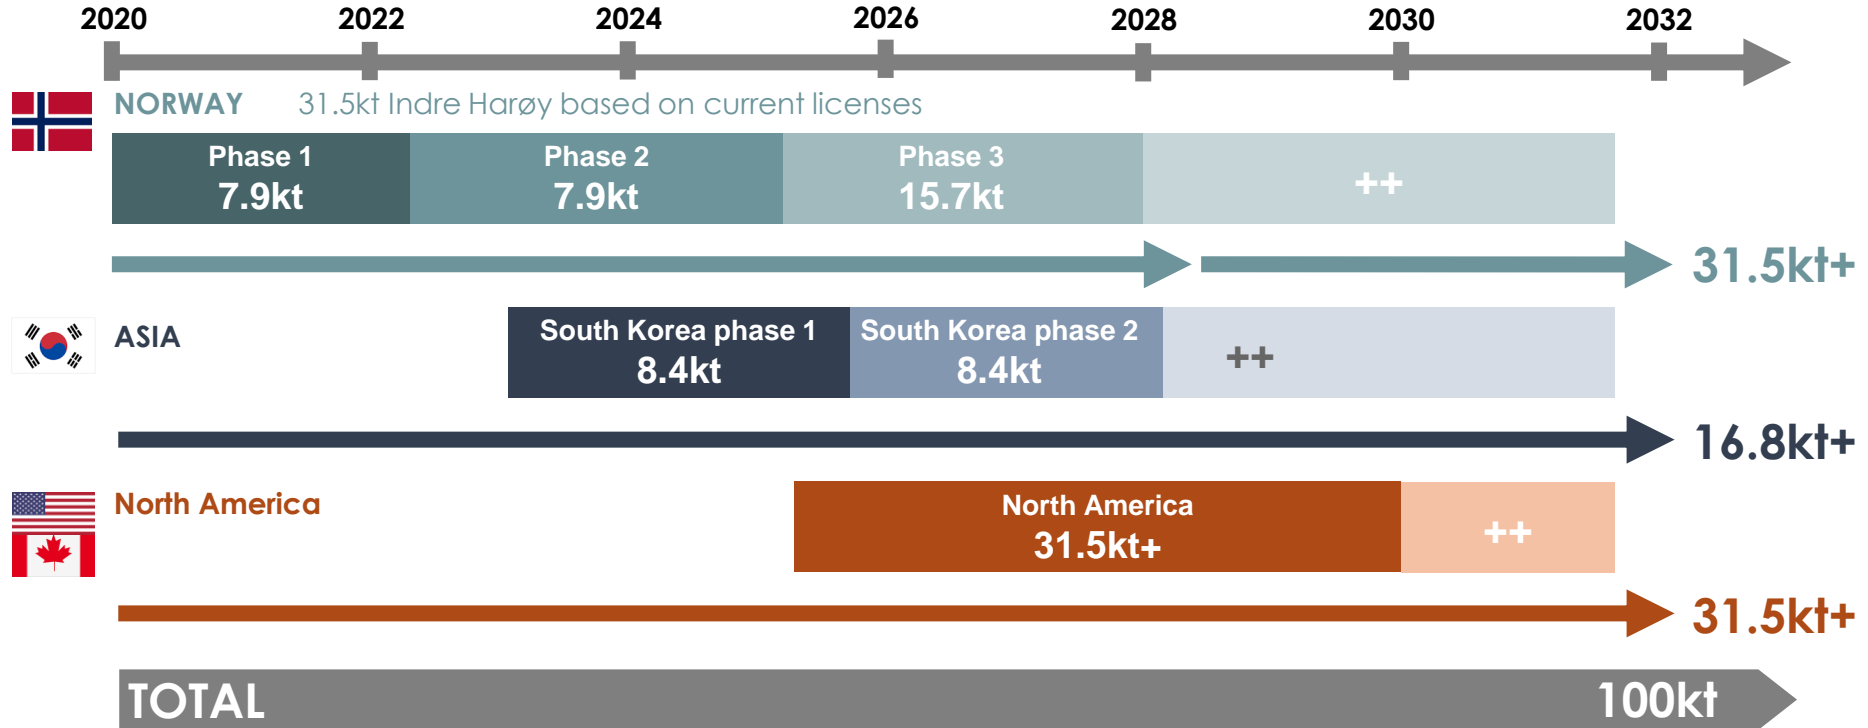 2020 2022 2024 2026 2028 2030 2032
NORWAY 31.5kt Indre Harøy based on current licenses
Phase 1 Phase 2 Phase 3
7.9kt 7.9kt 15.7kt ++
31.5kt+
ASIA
South Korea phase 1 South Korea phase 2
8.4kt 8.4kt ++
16.8kt+
North America
North America
31.5kt+ ++
31.5kt+
TOTAL 100kt